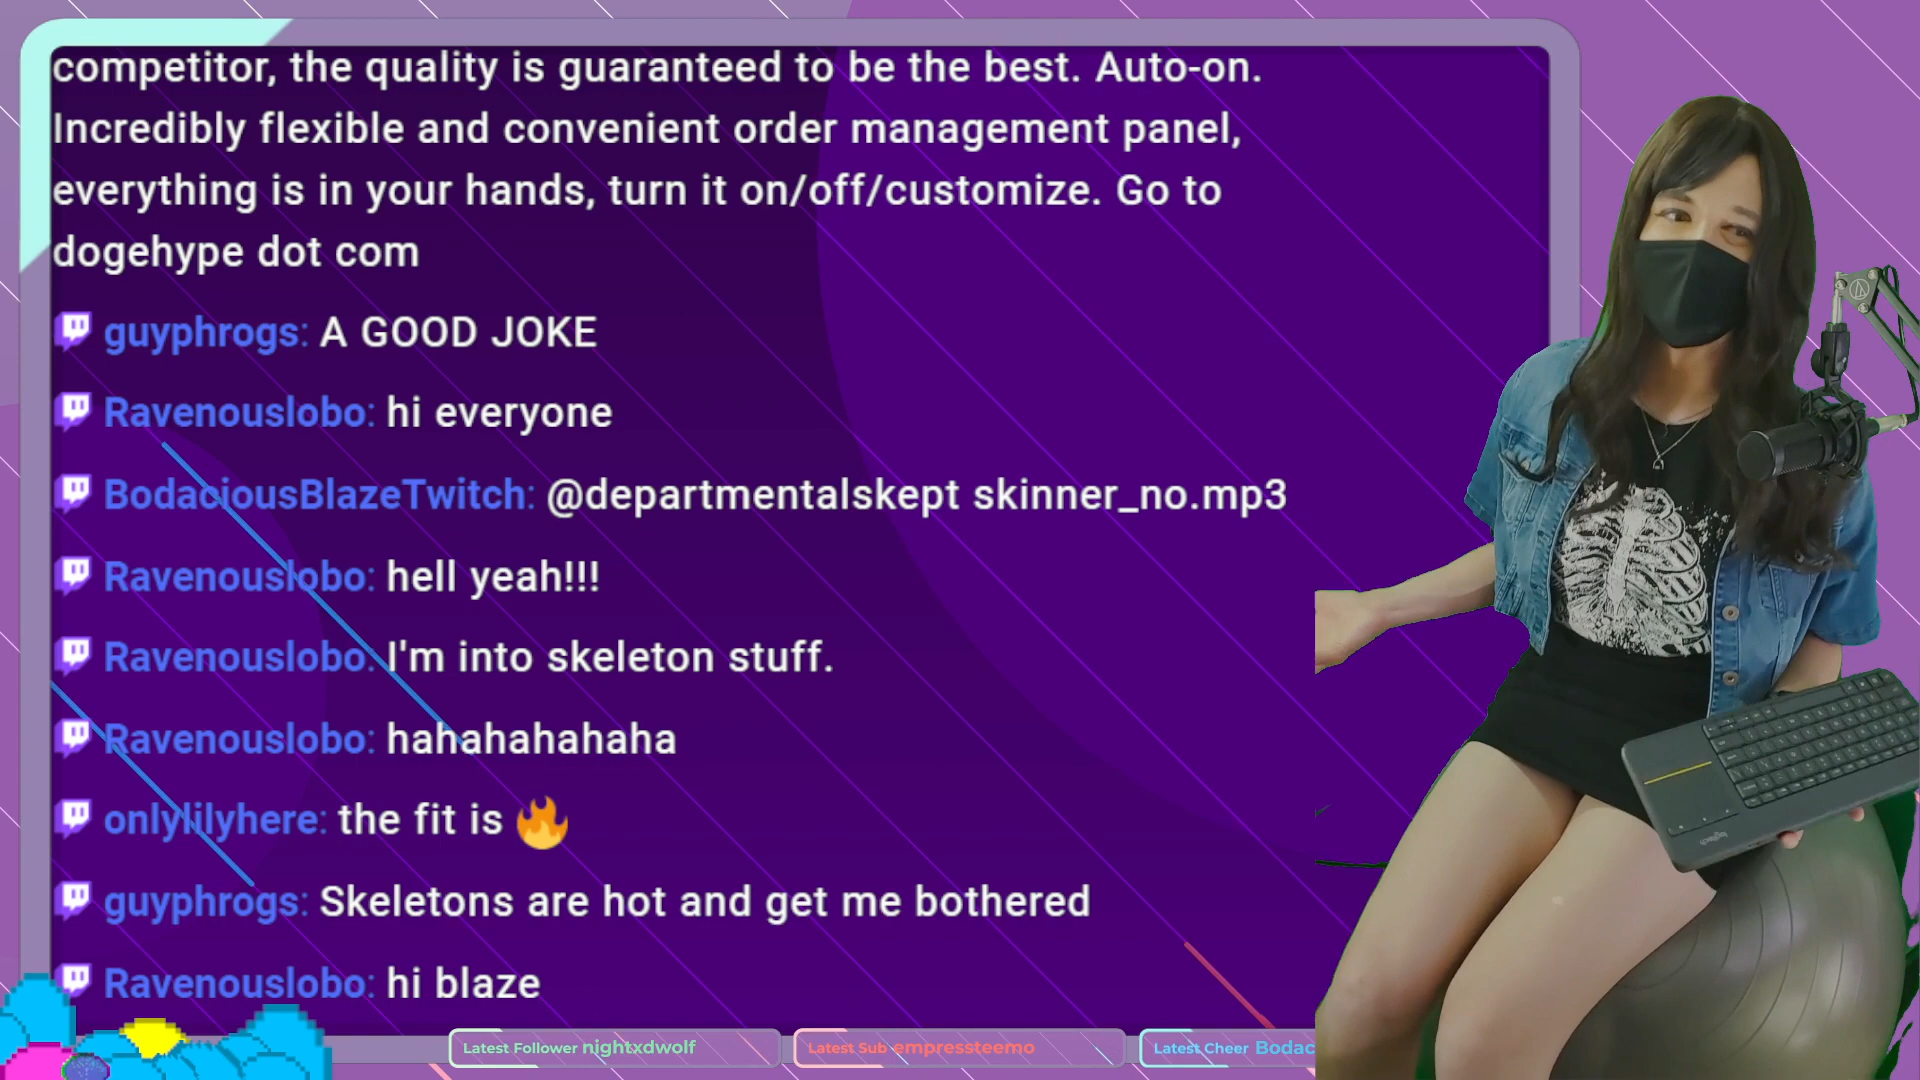 competitor, the quality is guaranteed to be the best. Auto-on.
Incredibly flexible and convenient order management panel,
everything is in your hands, turn it on/off/customize. Go to
dogehype dot com
guyphrogs: A GOOD JOKE
Ravenouslobo: hi everyone
BodaciousBlazeTwitch: @departmentalskept skinner_no.mp3
Ravenouslobo: hell yeah!!!
Ravenouslobo: I'm into skeleton stuff.
Ravenouslobo: hahahahahaha
onlylilyhere: the fit is 🔥
guyphrogs: Skeletons are hot and get me bothered
Ravenouslobo: hi blaze
Latest Follower nightxdwolf
Latest Sub empressteemo
Latest Cheer Bodac
logitech